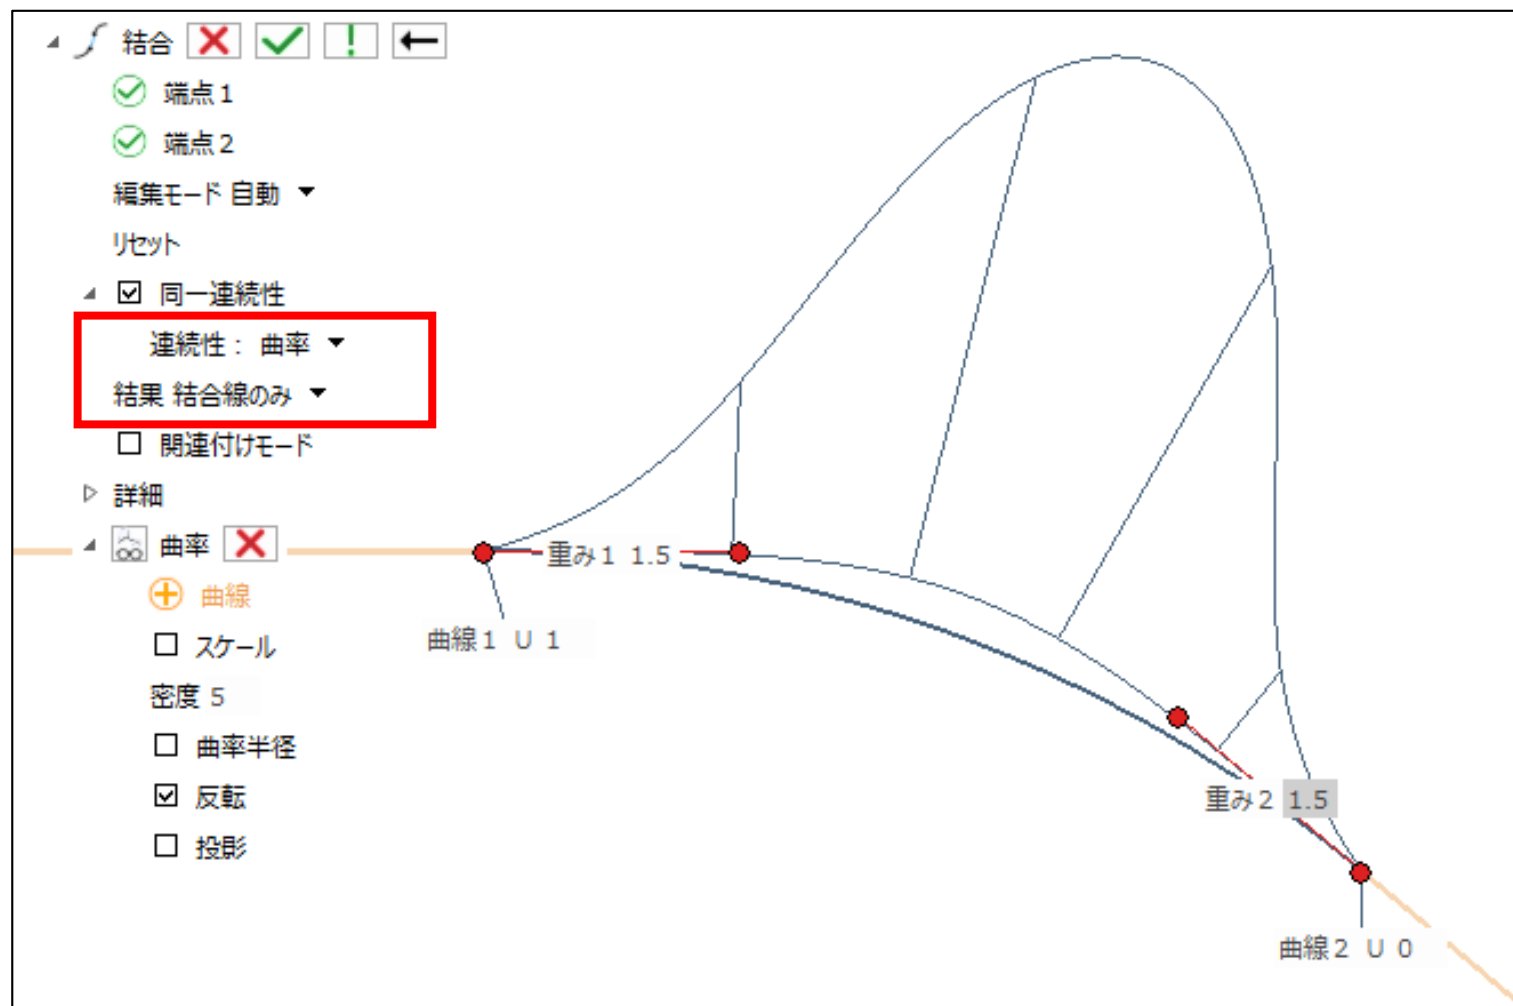 結合
端点1
端点2
編集モード 自動
リセット
同一連続性
連続性： 曲率
結果 結合線のみ
関連付けモード
詳細
曲率
曲線
スケール
密度 5
曲率半径
反転
投影
重み1 1.5
曲線1 U 1
重み2 1.5
曲線2 U 0